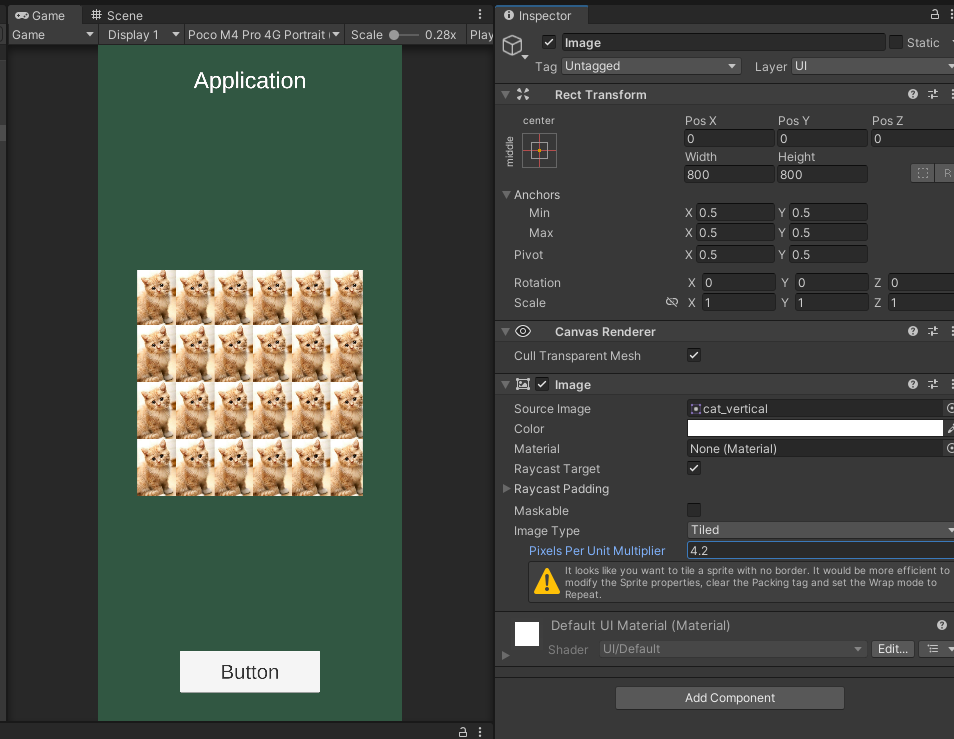 Game
Scene
Game
Display 1
Poco M4 Pro 4G Portrait (
Scale
0.28x
Play
Application
Button
Inspector
Image
Static
Tag
Untagged
Layer
UI
Rect Transform
center
middle
Pos X
Pos Y
Pos Z
0
0
0
Width
Height
800
800
R
Anchors
Min
X 0.5
Y 0.5
Max
X 0.5
Y 0.5
Pivot
X 0.5
Y 0.5
Rotation
X 0
Y 0
Z 0
Scale
X 1
Y 1
Z 1
Canvas Renderer
Cull Transparent Mesh
Image
Source Image
cat_vertical
Color
Material
None (Material)
Raycast Target
Raycast Padding
Maskable
Image Type
Tiled
Pixels Per Unit Multiplier
4.2
It looks like you want to tile a sprite with no border. It would be more efficient to
modify the Sprite properties, clear the Packing tag and set the Wrap mode to
Repeat.
Default UI Material (Material)
Shader
UI/Default
Edit...
Add Component